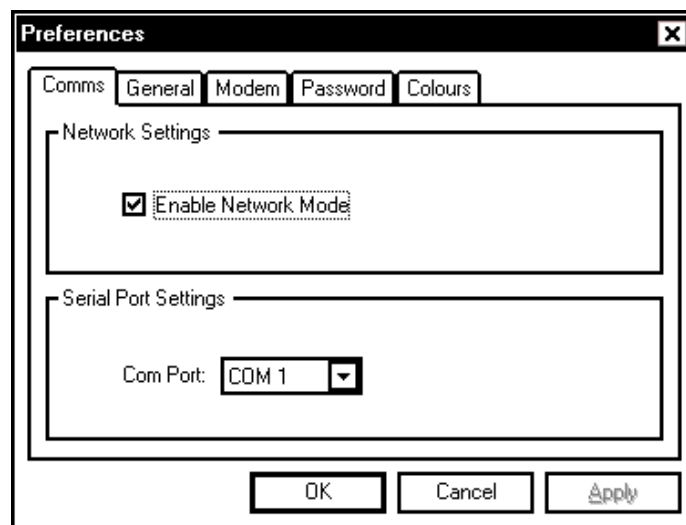 Preferences
Comms General Modem Password Colours
Network Settings
Enable Network Mode
Serial Port Settings
Com Port: COM 1
OK Cancel Apply